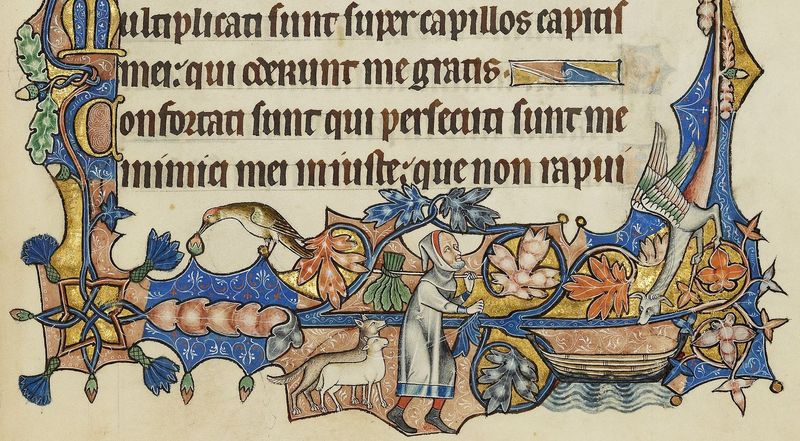 Multiplicati sunt super capillos capitis
mei: qui oderunt me gratis.
Confortati sunt qui persecuti sunt me
inimici mei iniuste: que non rapui